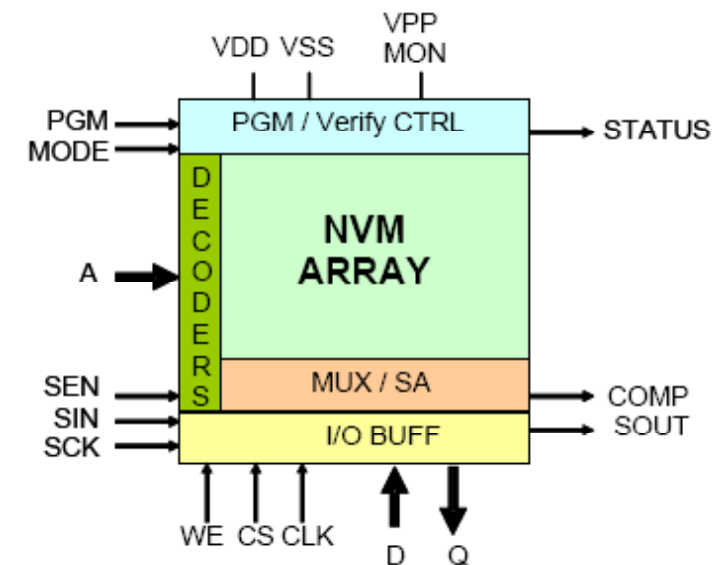 VDD VSS VPP
MON
PGM
PGM / Verify CTRL
STATUS
MODE
DECODERS
NVM
ARRAY
A
SEN
MUX / SA
COMP
SIN
SOUT
SCK
I/O BUFF
WE CS CLK
D Q